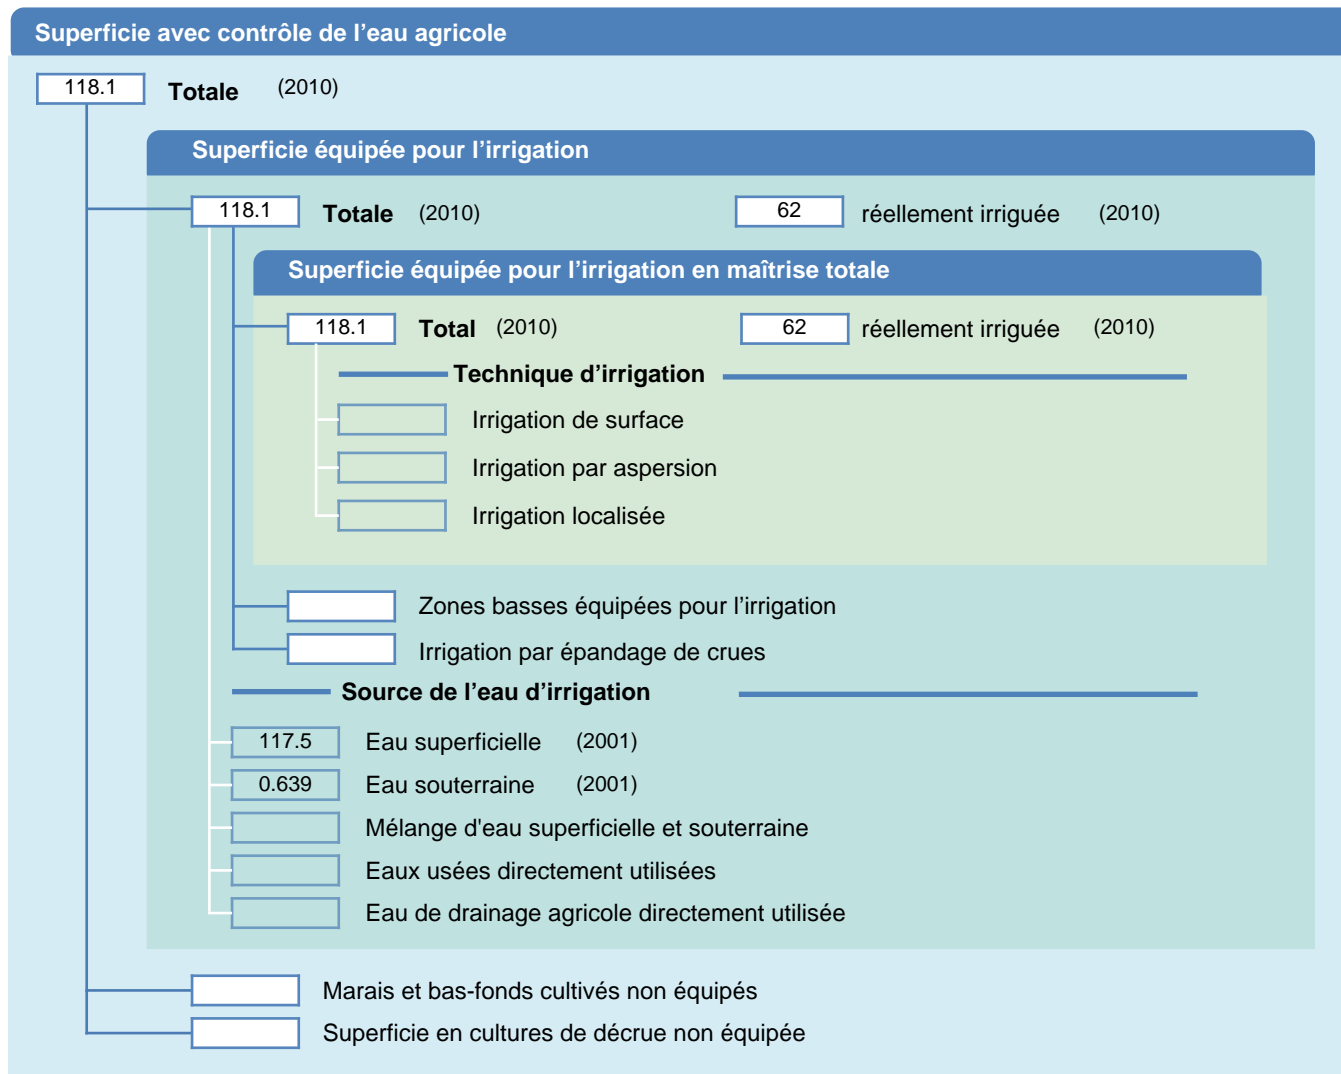 Superficie avec contrôle de l’eau agricole
118.1 Totale (2010)
Superficie équipée pour l’irrigation
118.1 Totale (2010) 62 réellement irriguée (2010)
Superficie équipée pour l’irrigation en maîtrise totale
118.1 Total (2010) 62 réellement irriguée (2010)
Technique d’irrigation
Irrigation de surface
Irrigation par aspersion
Irrigation localisée
Zones basses équipées pour l’irrigation
Irrigation par épandage de crues
Source de l’eau d’irrigation
117.5 Eau superficielle (2001)
0.639 Eau souterraine (2001)
Mélange d'eau superficielle et souterraine
Eaux usées directement utilisées
Eau de drainage agricole directement utilisée
Marais et bas-fonds cultivés non équipés
Superficie en cultures de décrue non équipée